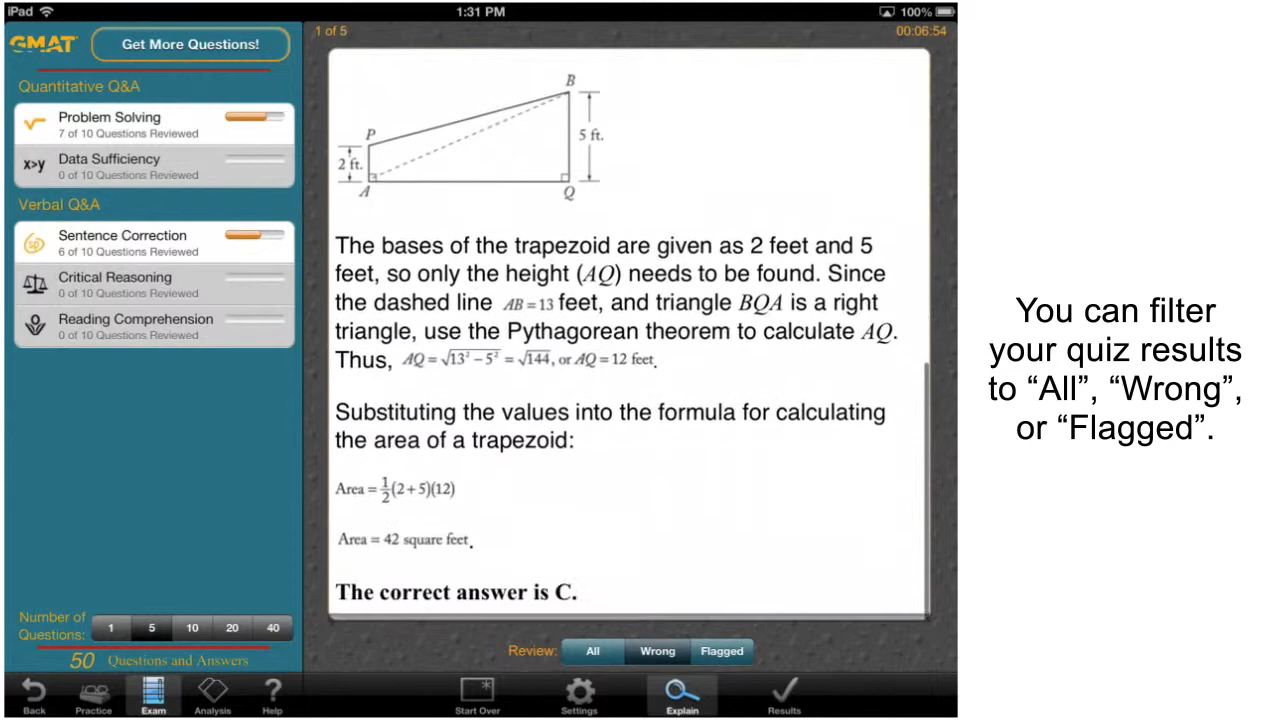 iPad
1:31 PM
100%
GMAT
Get More Questions!
1 of 5
00:06:54
Quantitative Q&A
Problem Solving
7 of 10 Questions Reviewed
x>y
Data Sufficiency
0 of 10 Questions Reviewed
Verbal Q&A
Sentence Correction
6 of 10 Questions Reviewed
Critical Reasoning
0 of 10 Questions Reviewed
Reading Comprehension
0 of 10 Questions Reviewed
Number of
Questions:
1 5 10 20 40
50 Questions and Answers
B
P
5 ft.
2 ft.
A
Q
The bases of the trapezoid are given as 2 feet and 5
feet, so only the height (AQ) needs to be found. Since
the dashed line AB = 13 feet, and triangle BQA is a right
triangle, use the Pythagorean theorem to calculate AQ.
Thus, AQ = √13² − 5² = √144, or AQ = 12 feet.
Substituting the values into the formula for calculating
the area of a trapezoid:
Area = 1/2(2 + 5)(12)
Area = 42 square feet.
The correct answer is C.
Review: All Wrong Flagged
Back Practice Exam Analysis Help Start Over Settings Explain Results
You can filter
your quiz results
to “All”, “Wrong”,
or “Flagged”.